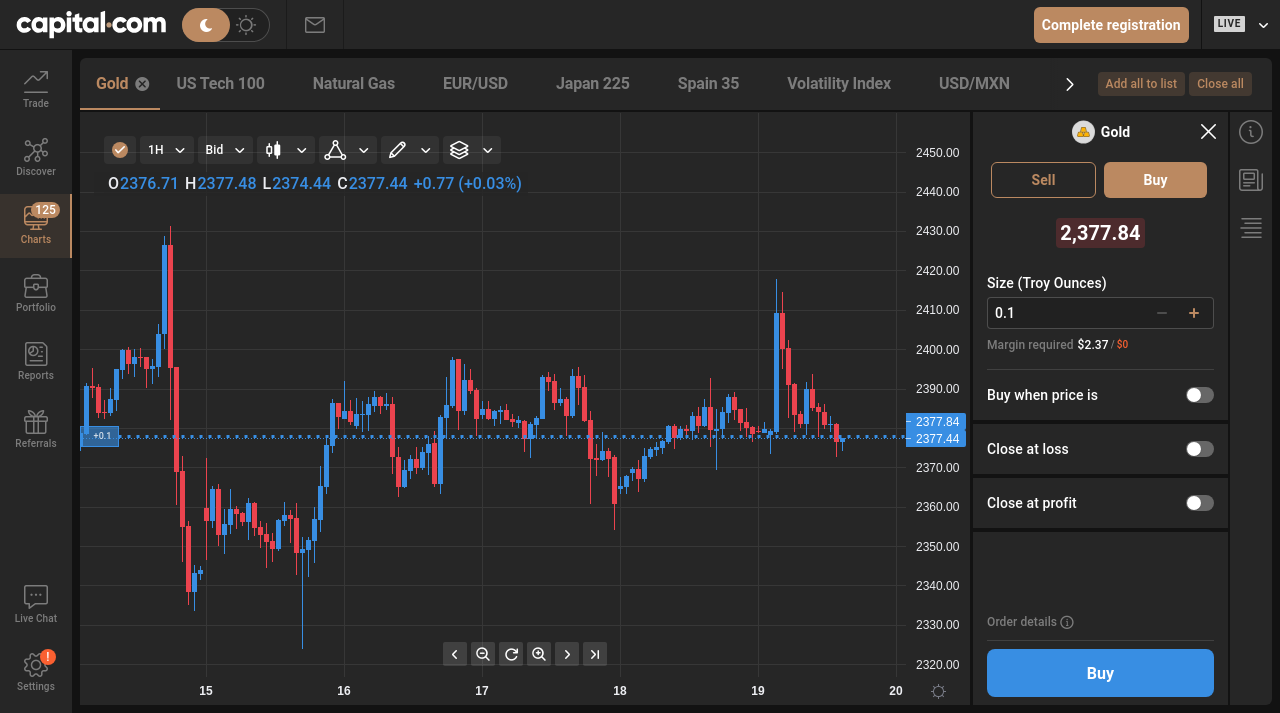 capital.com
Complete registration
LIVE
Trade
Discover
125
Charts
Portfolio
Reports
Referrals
Live Chat
!
Settings
Gold
US Tech 100
Natural Gas
EUR/USD
Japan 225
Spain 35
Volatility Index
USD/MXN
Add all to list
Close all
1H
Bid
O2376.71 H2377.48 L2374.44 C2377.44 +0.77 (+0.03%)
+0.1
2450.00
2440.00
2430.00
2420.00
2410.00
2400.00
2390.00
2377.84
2377.44
2370.00
2360.00
2350.00
2340.00
2330.00
2320.00
15
16
17
18
19
20
Gold
Sell
Buy
2,377.84
Size (Troy Ounces)
0.1
Margin required $2.37 / $0
Buy when price is
Close at loss
Close at profit
Order details
Buy